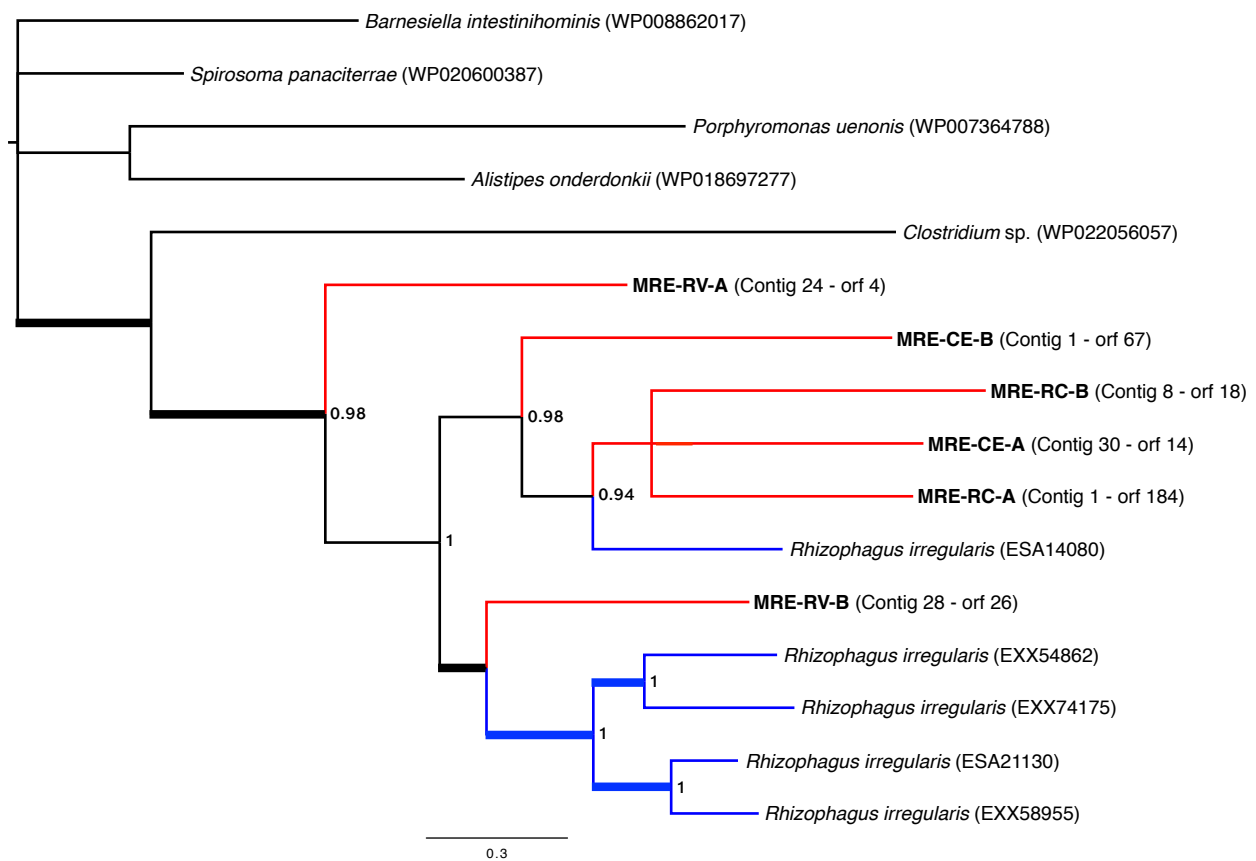 Barnesiella intestinihominis (WP008862017)
Spirosoma panaciterrae (WP020600387)
Porphyromonas uenonis (WP007364788)
Alistipes onderdonkii (WP018697277)
Clostridium sp. (WP022056057)
MRE-RV-A (Contig 24 - orf 4)
MRE-CE-B (Contig 1 - orf 67)
MRE-RC-B (Contig 8 - orf 18)
0.98
0.98
MRE-CE-A (Contig 30 - orf 14)
0.94
MRE-RC-A (Contig 1 - orf 184)
1
Rhizophagus irregularis (ESA14080)
MRE-RV-B (Contig 28 - orf 26)
Rhizophagus irregularis (EXX54862)
1
Rhizophagus irregularis (EXX74175)
1
Rhizophagus irregularis (ESA21130)
1
Rhizophagus irregularis (EXX58955)
0.3